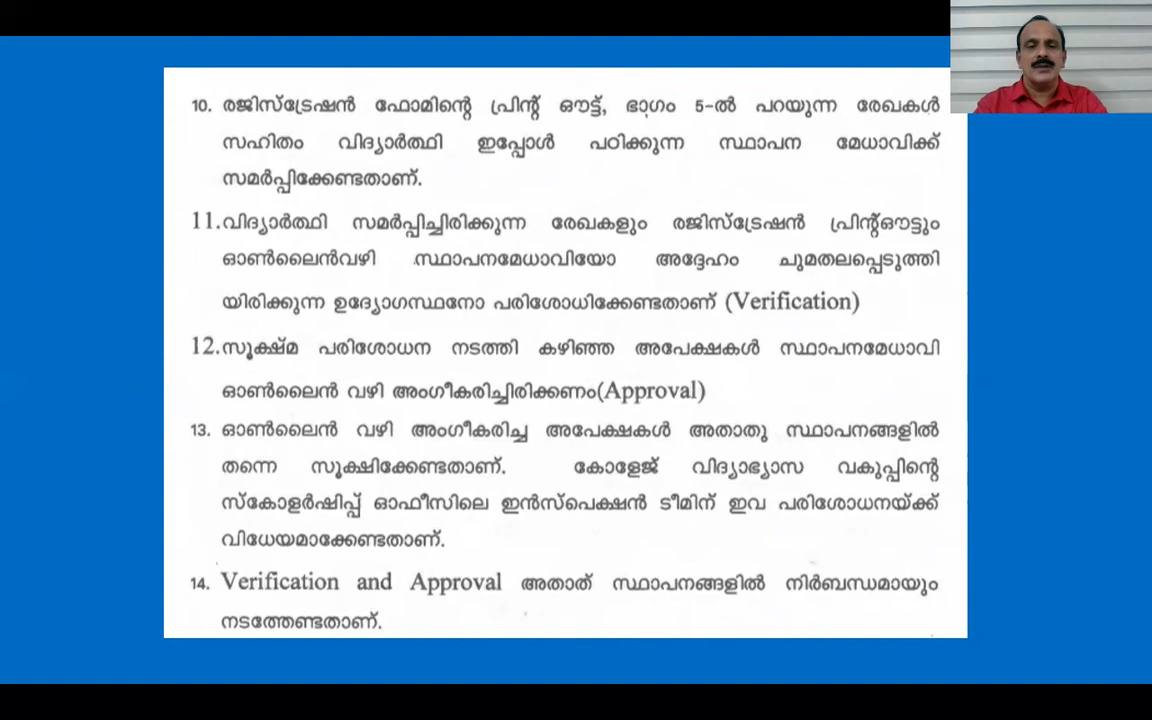 10. രജിസ്ട്രേഷൻ ഫോമിന്റെ പ്രിന്റ് ഔട്ട്, ഭാഗം 5-ൽ പറയുന്ന രേഖകൾ
സഹിതം വിദ്യാർത്ഥി ഇപ്പോൾ പഠിക്കുന്ന സ്ഥാപന മേധാവിക്ക്
സമർപ്പിക്കേണ്ടതാണ്.
11.വിദ്യാർത്ഥി സമർപ്പിച്ചിരിക്കുന്ന രേഖകളും രജിസ്ട്രേഷൻ പ്രിന്റ്ഔട്ടും
ഓൺലൈൻവഴി സ്ഥാപനമേധാവിയോ അദ്ദേഹം ചുമതലപ്പെടുത്തി
യിരിക്കുന്ന ഉദ്യോഗസ്ഥനോ പരിശോധിക്കേണ്ടതാണ് (Verification)
12.സൂക്ഷ്മ പരിശോധന നടത്തി കഴിഞ്ഞ അപേക്ഷകൾ സ്ഥാപനമേധാവി
ഓൺലൈൻ വഴി അംഗീകരിച്ചിരിക്കണം(Approval)
13. ഓൺലൈൻ വഴി അംഗീകരിച്ച അപേക്ഷകൾ അതാതു സ്ഥാപനങ്ങളിൽ
തന്നെ സൂക്ഷിക്കേണ്ടതാണ്. കോളേജ് വിദ്യാഭ്യാസ വകുപ്പിന്റെ
സ്കോളർഷിപ്പ് ഓഫീസിലെ ഇൻസ്പെക്ഷൻ ടീമിന് ഇവ പരിശോധനയ്ക്ക്
വിധേയമാക്കേണ്ടതാണ്.
14. Verification and Approval അതാത് സ്ഥാപനങ്ങളിൽ നിർബന്ധമായും
നടത്തേണ്ടതാണ്.